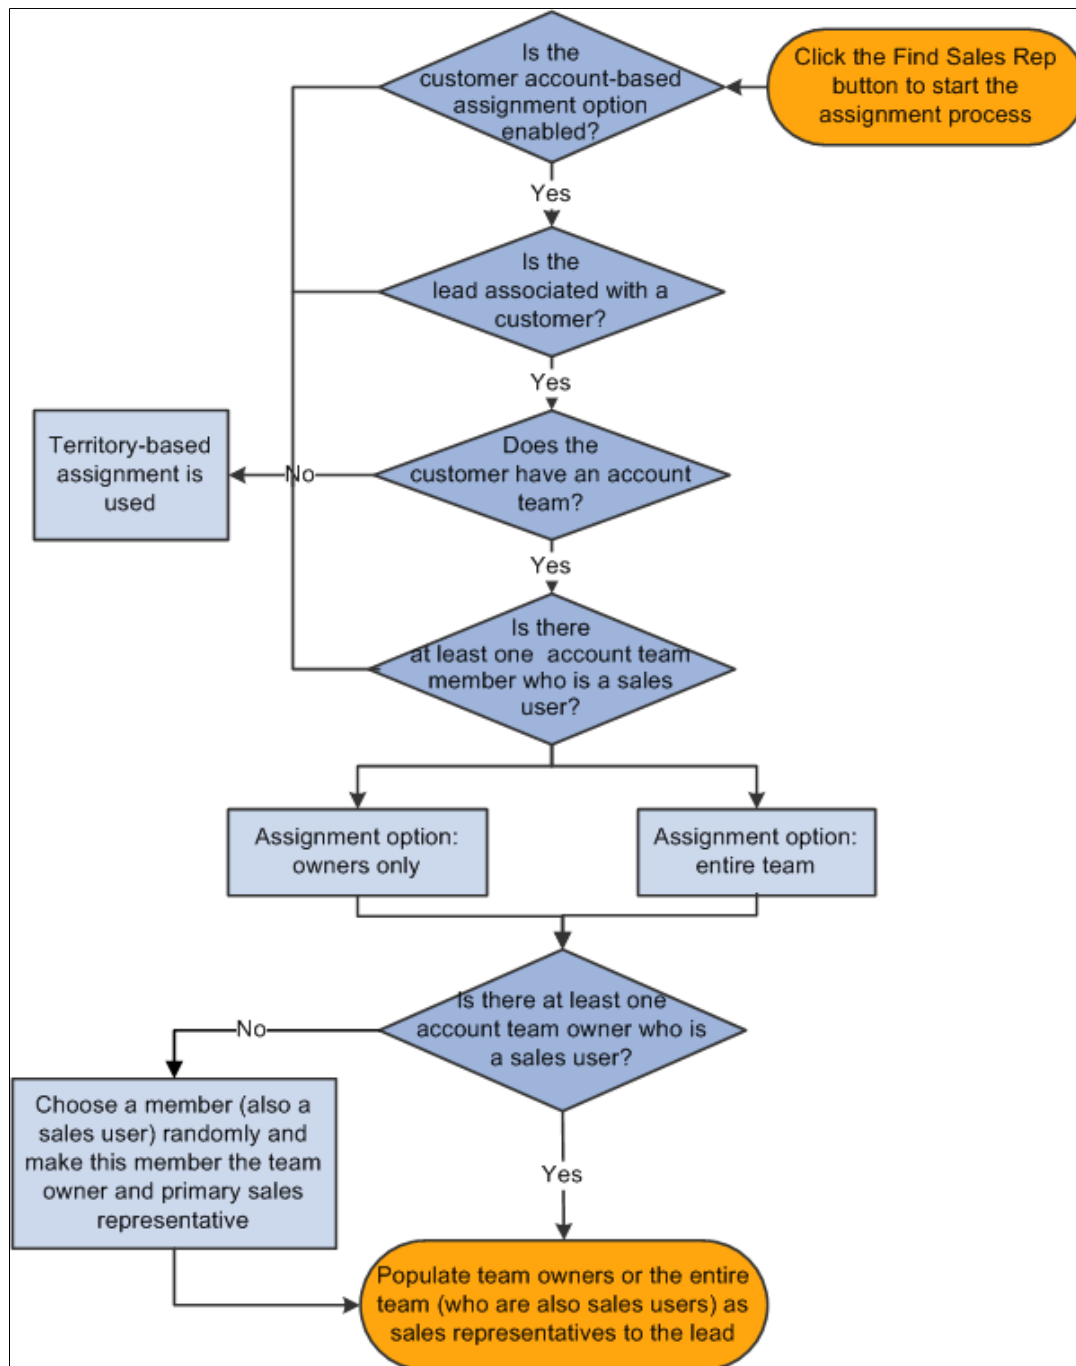 Click the Find Sales Rep
button to start the
assignment process
Is the
customer account-based
assignment option
enabled?
Yes
Is the
lead associated with a
customer?
Yes
Does the
customer have an account
team?
No
Territory-based
assignment is
used
Yes
Is there
at least one account team
member who is a sales
user?
Assignment option:
owners only
Assignment option:
entire team
Is there at least one
account team owner who is
a sales user?
No
Choose a member (also a
sales user) randomly and
make this member the team
owner and primary sales
representative
Yes
Populate team owners or the entire
team (who are also sales users) as
sales representatives to the lead